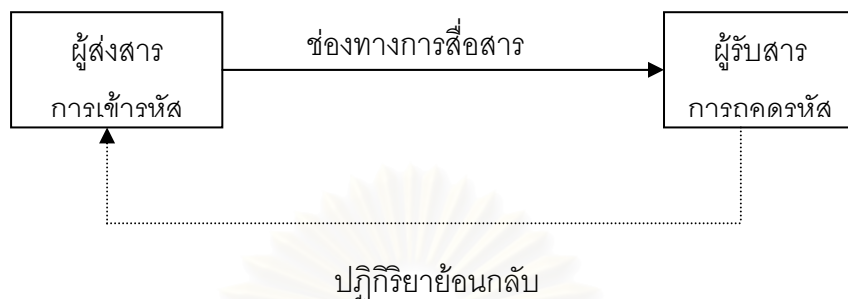 ผู้ส่งสาร
การเข้ารหัส
ช่องทางการสื่อสาร
ผู้รับสาร
การถคดรหัส
ปฏิกิริยาย้อนกลับ